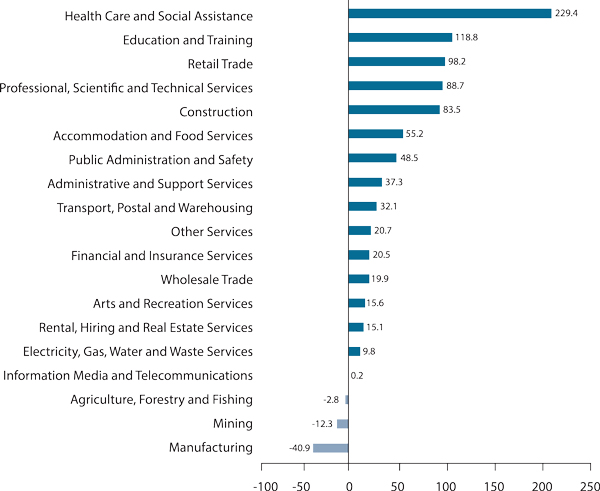 Health Care and Social Assistance 229.4
Education and Training 118.8
Retail Trade 98.2
Professional, Scientific and Technical Services 88.7
Construction 83.5
Accommodation and Food Services 55.2
Public Administration and Safety 48.5
Administrative and Support Services 37.3
Transport, Postal and Warehousing 32.1
Other Services 20.7
Financial and Insurance Services 20.5
Wholesale Trade 19.9
Arts and Recreation Services 15.6
Rental, Hiring and Real Estate Services 15.1
Electricity, Gas, Water and Waste Services 9.8
Information Media and Telecommunications 0.2
Agriculture, Forestry and Fishing -2.8
Mining -12.3
Manufacturing -40.9
-100 -50 0 50 100 150 200 250